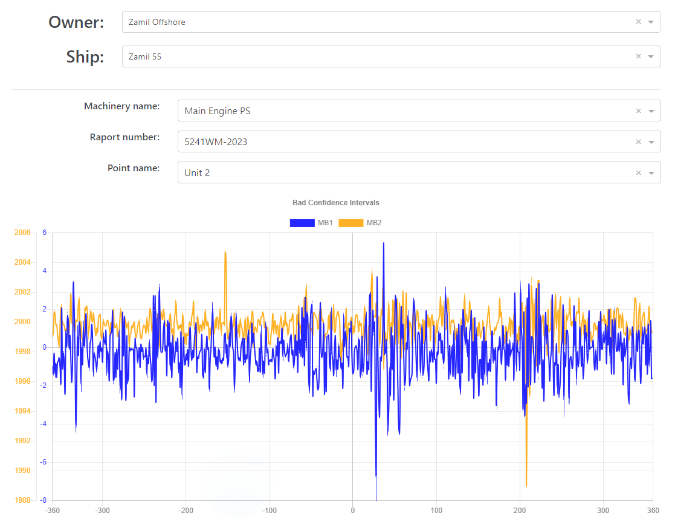 Owner: Zamil Offshore
Ship: Zamil 55
Machinery name: Main Engine PS
Raport number: 5241WM-2023
Point name: Unit 2
Bad Confidence Intervals
MB1 MB2
2006 6
2004 4
2002 2
2000 0
1998 -2
1996 -4
1994 -6
1992 -8
1990
1988
-360 -300 -200 -100 0 100 200 300 360